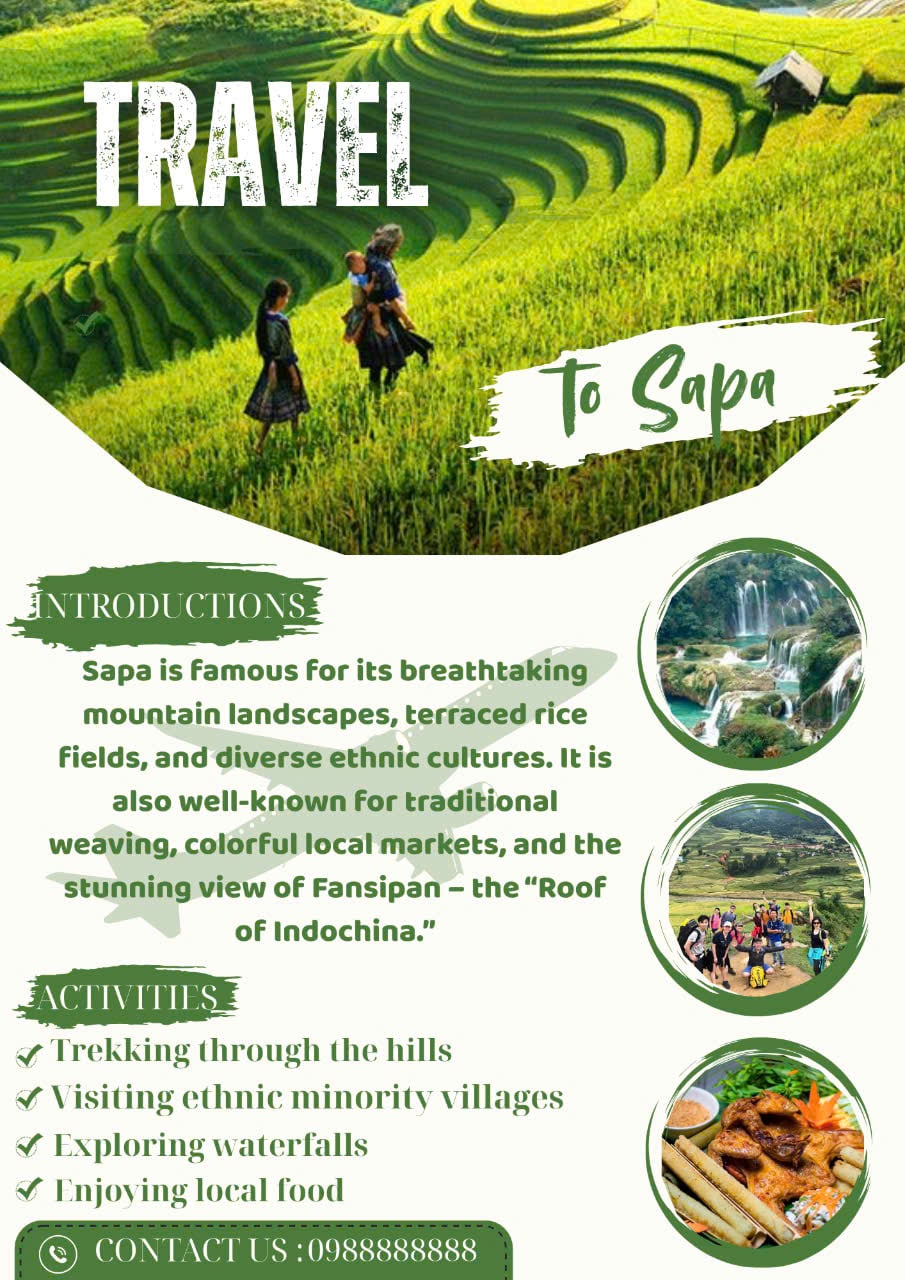 TRAVEL
to Sapa
INTRODUCTIONS
Sapa is famous for its breathtaking
mountain landscapes, terraced rice
fields, and diverse ethnic cultures. It is
also well-known for traditional
weaving, colorful local markets, and the
stunning view of Fansipan – the “Roof
of Indochina.”
ACTIVITIES
Trekking through the hills
Visiting ethnic minority villages
Exploring waterfalls
Enjoying local food
CONTACT US :0988888888